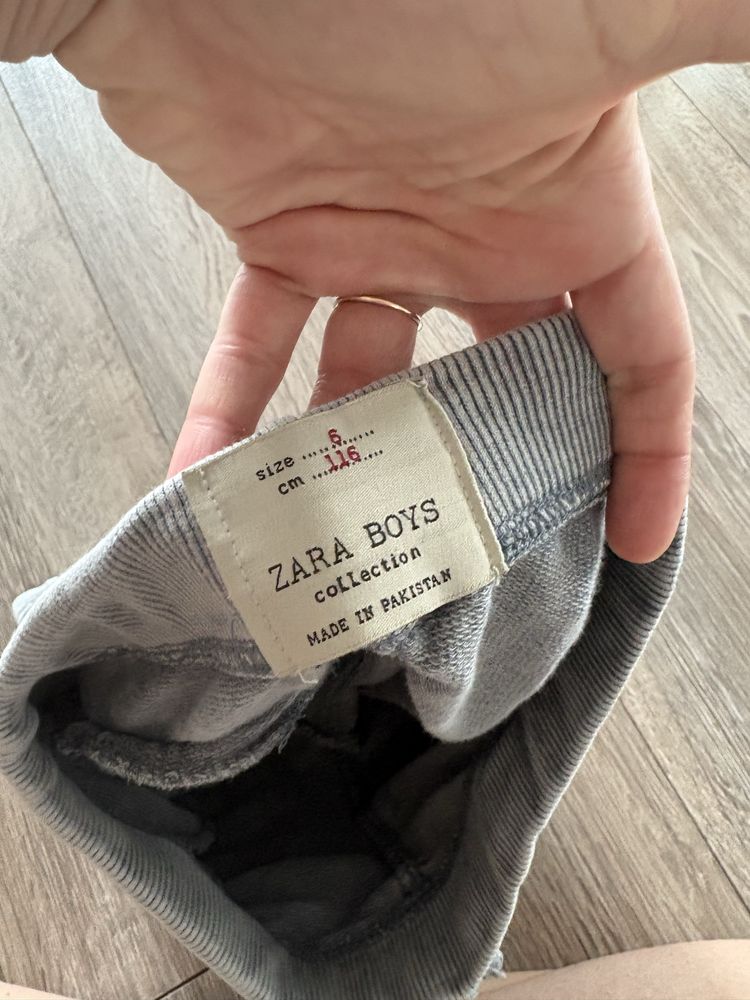 size ........6........
cm ........116........
ZARA BOYS
collection
MADE IN PAKISTAN